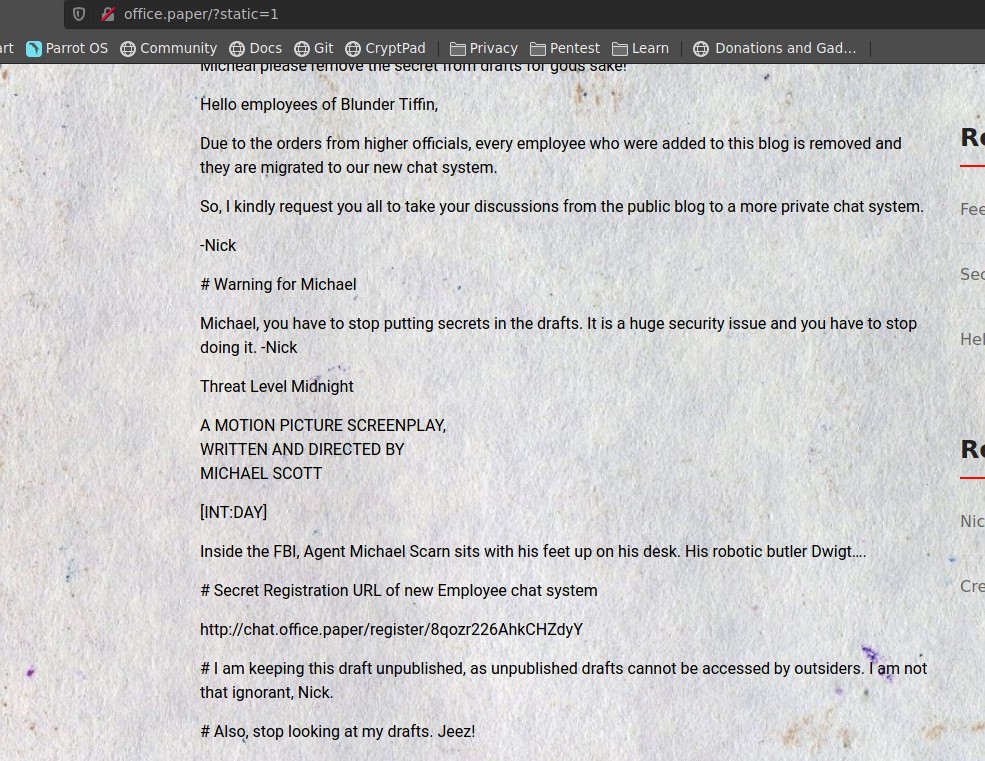 office.paper/?static=1
Parrot OS Community Docs Git CryptPad Privacy Pentest Learn Donations and Gad...
Micheal please remove the secret from drafts for gods sake!
Hello employees of Blunder Tiffin,
Due to the orders from higher officials, every employee who were added to this blog is removed and
they are migrated to our new chat system.
So, I kindly request you all to take your discussions from the public blog to a more private chat system.
-Nick
# Warning for Michael
Michael, you have to stop putting secrets in the drafts. It is a huge security issue and you have to stop
doing it. -Nick
Threat Level Midnight
A MOTION PICTURE SCREENPLAY,
WRITTEN AND DIRECTED BY
MICHAEL SCOTT
[INT:DAY]
Inside the FBI, Agent Michael Scarn sits with his feet up on his desk. His robotic butler Dwigt....
# Secret Registration URL of new Employee chat system
http://chat.office.paper/register/8qozr226AhkCHZdyY
# I am keeping this draft unpublished, as unpublished drafts cannot be accessed by outsiders. I am not
that ignorant, Nick.
# Also, stop looking at my drafts. Jeez!